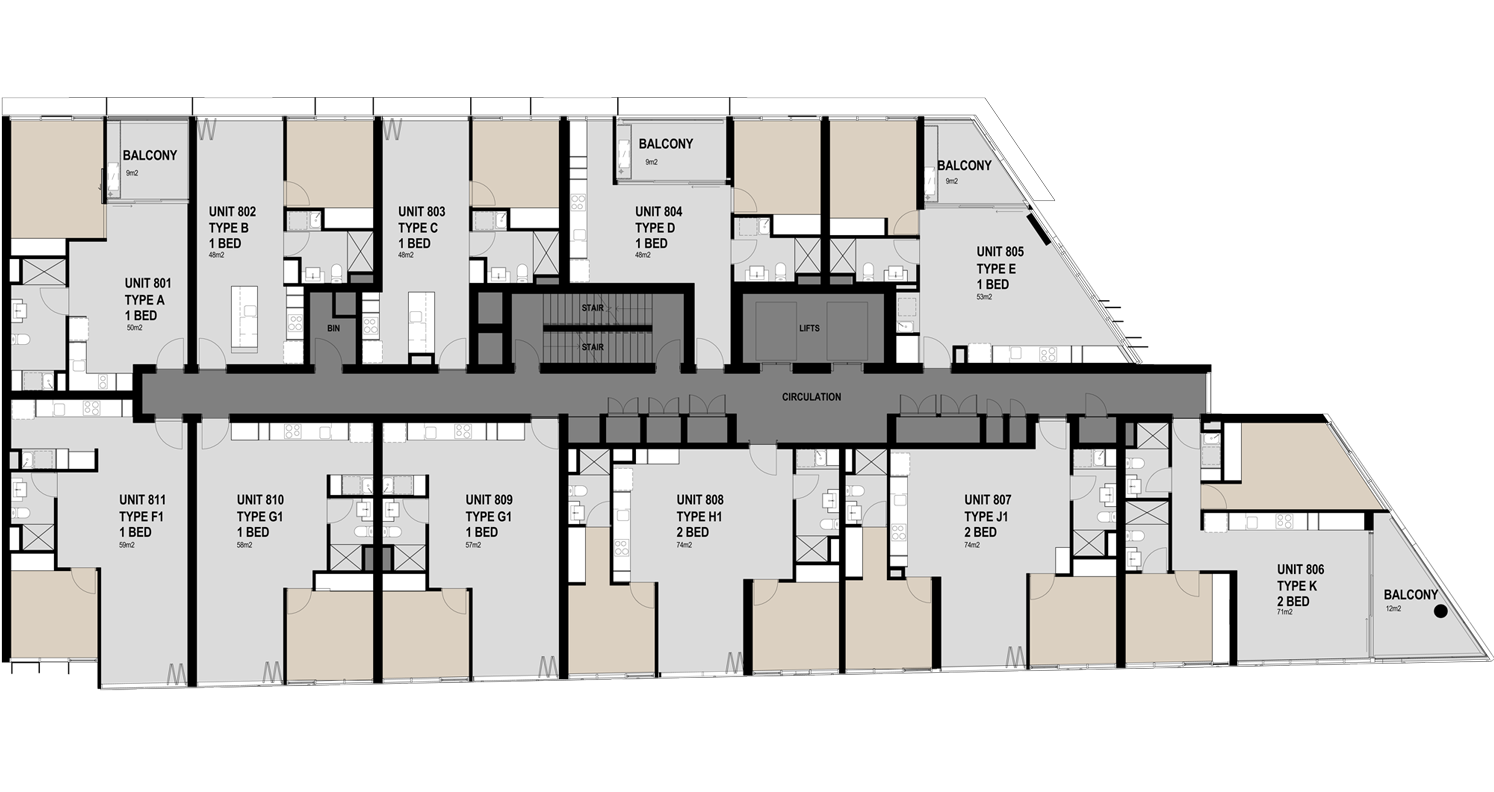 BALCONY
9m2
UNIT 801
TYPE A
1 BED
50m2
UNIT 802
TYPE B
1 BED
48m2
UNIT 803
TYPE C
1 BED
48m2
BALCONY
9m2
UNIT 804
TYPE D
1 BED
48m2
BALCONY
9m2
UNIT 805
TYPE E
1 BED
53m2
BIN
STAIR
STAIR
LIFTS
CIRCULATION
UNIT 811
TYPE F1
1 BED
59m2
UNIT 810
TYPE G1
1 BED
58m2
UNIT 809
TYPE G1
1 BED
57m2
UNIT 808
TYPE H1
2 BED
74m2
UNIT 807
TYPE J1
2 BED
74m2
UNIT 806
TYPE K
2 BED
71m2
BALCONY
12m2